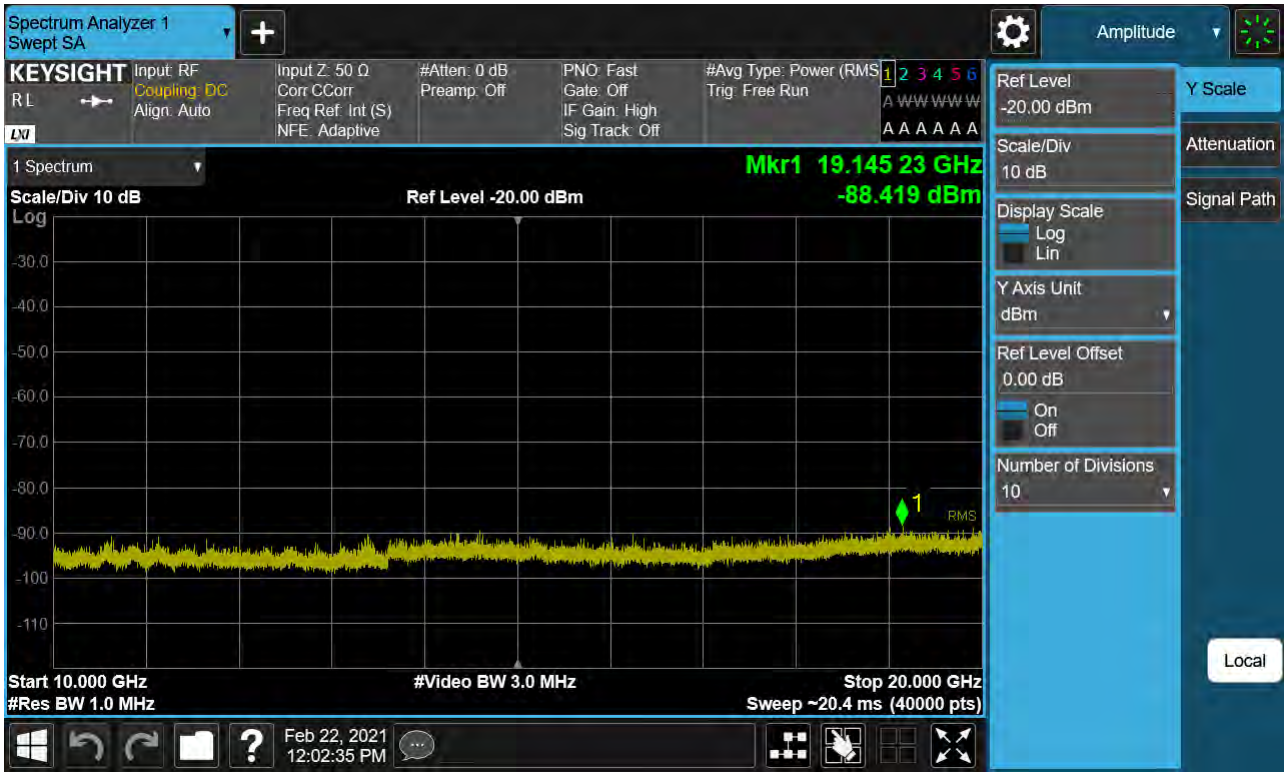 Spectrum Analyzer 1
Swept SA
+
Amplitude
KEYSIGHT
RL
LXI
Input: RF
Coupling: DC
Align: Auto
Input Z: 50 Ω
Corr CCorr
Freq Ref: Int (S)
NFE: Adaptive
#Atten: 0 dB
Preamp: Off
PNO: Fast
Gate: Off
IF Gain: High
Sig Track: Off
#Avg Type: Power (RMS
Trig: Free Run
1 2 3 4 5 6
A W W W W W
A A A A A A
1 Spectrum
Mkr1 19.145 23 GHz
Scale/Div 10 dB
Ref Level -20.00 dBm
-88.419 dBm
Log
-30.0
-40.0
-50.0
-60.0
-70.0
-80.0
-90.0
-100
-110
1
RMS
Start 10.000 GHz
#Video BW 3.0 MHz
Stop 20.000 GHz
#Res BW 1.0 MHz
Sweep ~20.4 ms (40000 pts)
Ref Level
-20.00 dBm
Scale/Div
10 dB
Display Scale
Log
Lin
Y Axis Unit
dBm
Ref Level Offset
0.00 dB
On
Off
Number of Divisions
10
Y Scale
Attenuation
Signal Path
Local
?
Feb 22, 2021
12:02:35 PM